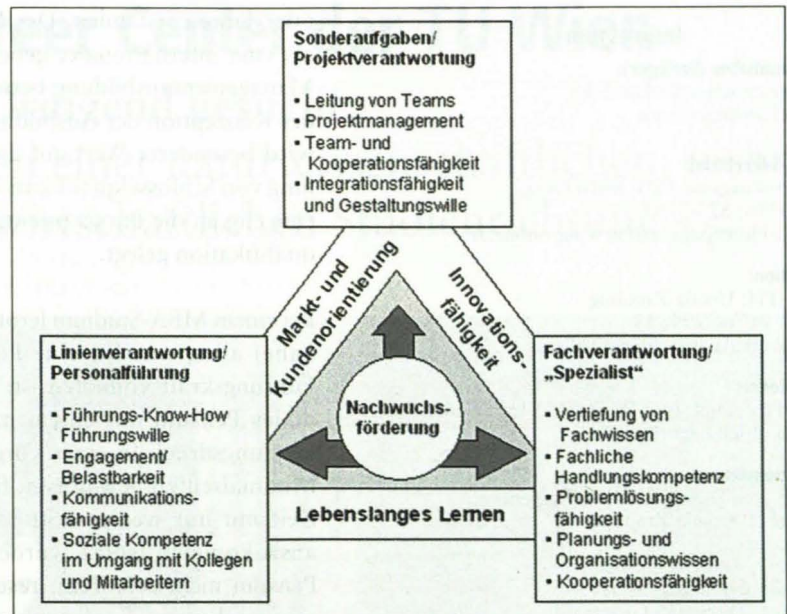 Sonderaufgaben/
Projektverantwortung
• Leitung von Teams
• Projektmanagement
• Team- und
Kooperationsfähigkeit
• Integrationsfähigkeit
und Gestaltungswille
Markt- und
Kundenorientierung
Innovations-
fähigkeit
Linienverantwortung/
Personalführung
• Führungs-Know-How
Führungswille
• Engagement/
Belastbarkeit
• Kommunikations-
fähigkeit
• Soziale Kompetenz
im Umgang mit Kollegen
und Mitarbeitern
Nachwuchs-
förderung
Lebenslanges Lernen
Fachverantwortung/
„Spezialist“
• Vertiefung von
Fachwissen
• Fachliche
Handlungskompetenz
• Problemlösungs-
fähigkeit
• Planungs- und
Organisationswissen
• Kooperationsfähigkeit